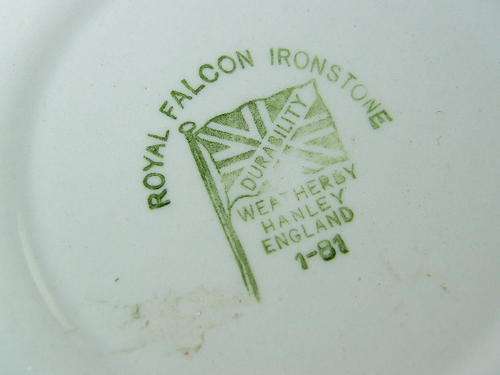 ROYAL FALCON IRONSTONE
DURABILITY
WEATHERBY
HANLEY
ENGLAND
1-81